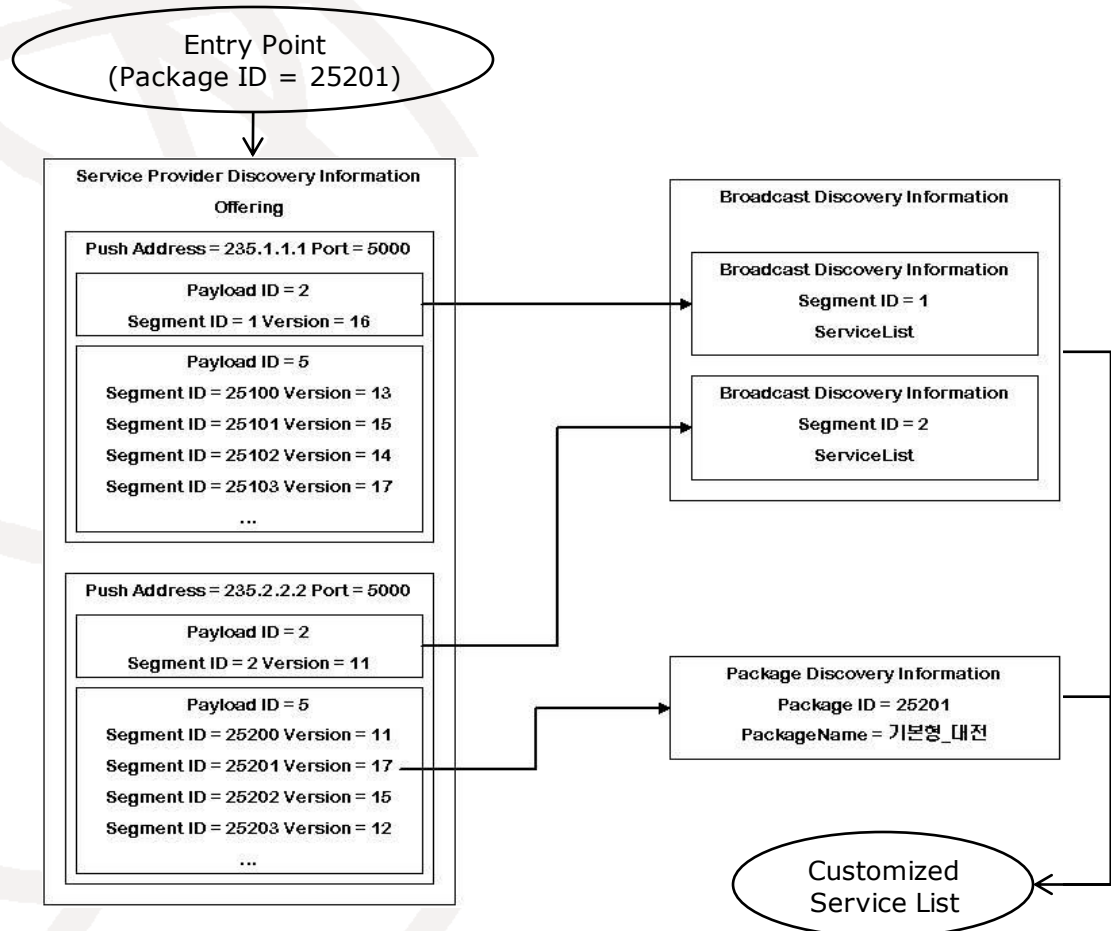 Entry Point
(Package ID = 25201)
Service Provider Discovery Information
Offering
Push Address = 235.1.1.1 Port = 5000
Payload ID = 2
Segment ID = 1 Version = 16
Payload ID = 5
Segment ID = 25100 Version = 13
Segment ID = 25101 Version = 15
Segment ID = 25102 Version = 14
Segment ID = 25103 Version = 17
...
Push Address = 235.2.2.2 Port = 5000
Payload ID = 2
Segment ID = 2 Version = 11
Payload ID = 5
Segment ID = 25200 Version = 11
Segment ID = 25201 Version = 17
Segment ID = 25202 Version = 15
Segment ID = 25203 Version = 12
...
Broadcast Discovery Information
Broadcast Discovery Information
Segment ID = 1
ServiceList
Broadcast Discovery Information
Segment ID = 2
ServiceList
Package Discovery Information
Package ID = 25201
PackageName = 기본형_대전
Customized
Service List